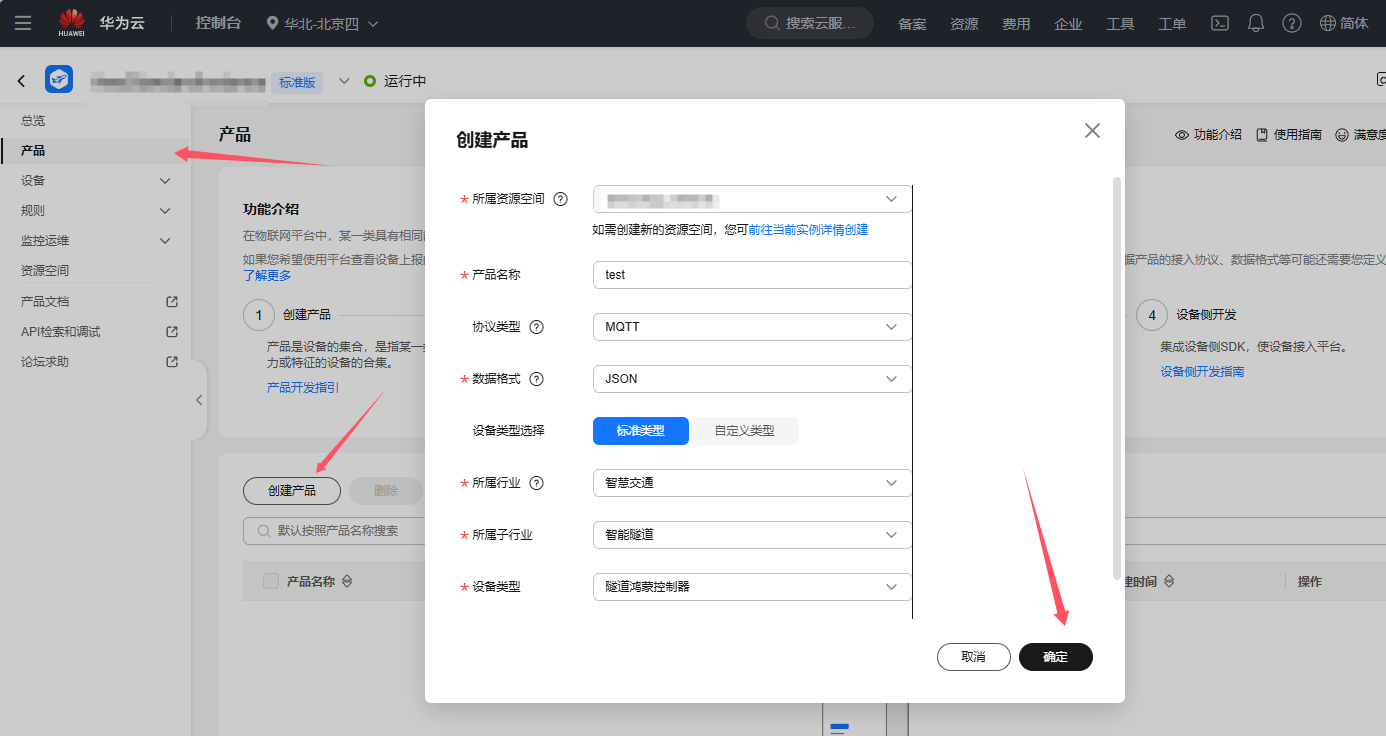 HUAWEI
华为云
控制台
华北-北京四
搜索云服...
备案
资源
费用
企业
工具
工单
简体
标准版
运行中
总览
产品
设备
规则
监控运维
资源空间
产品文档
API检索和调试
论坛求助
产品
功能介绍
使用指南
满意度
功能介绍
在物联网平台中，某一类具有相同
如果您希望使用平台查看设备上报
据产品的接入协议、数据格式等可能还需要您定义
了解更多
1
创建产品
产品是设备的集合，是指某一
力或特征的设备的合集。
产品开发指引
4
设备侧开发
集成设备侧SDK，使设备接入平台。
设备侧开发指南
创建产品
删除
默认按照产品名称搜索
产品名称
建时间
操作
创建产品
* 所属资源空间
如需创建新的资源空间，您可前往当前实例详情创建
* 产品名称
test
协议类型
MQTT
* 数据格式
JSON
设备类型选择
标准类型
自定义类型
* 所属行业
智慧交通
* 所属子行业
智能隧道
* 设备类型
隧道鸿蒙控制器
取消
确定